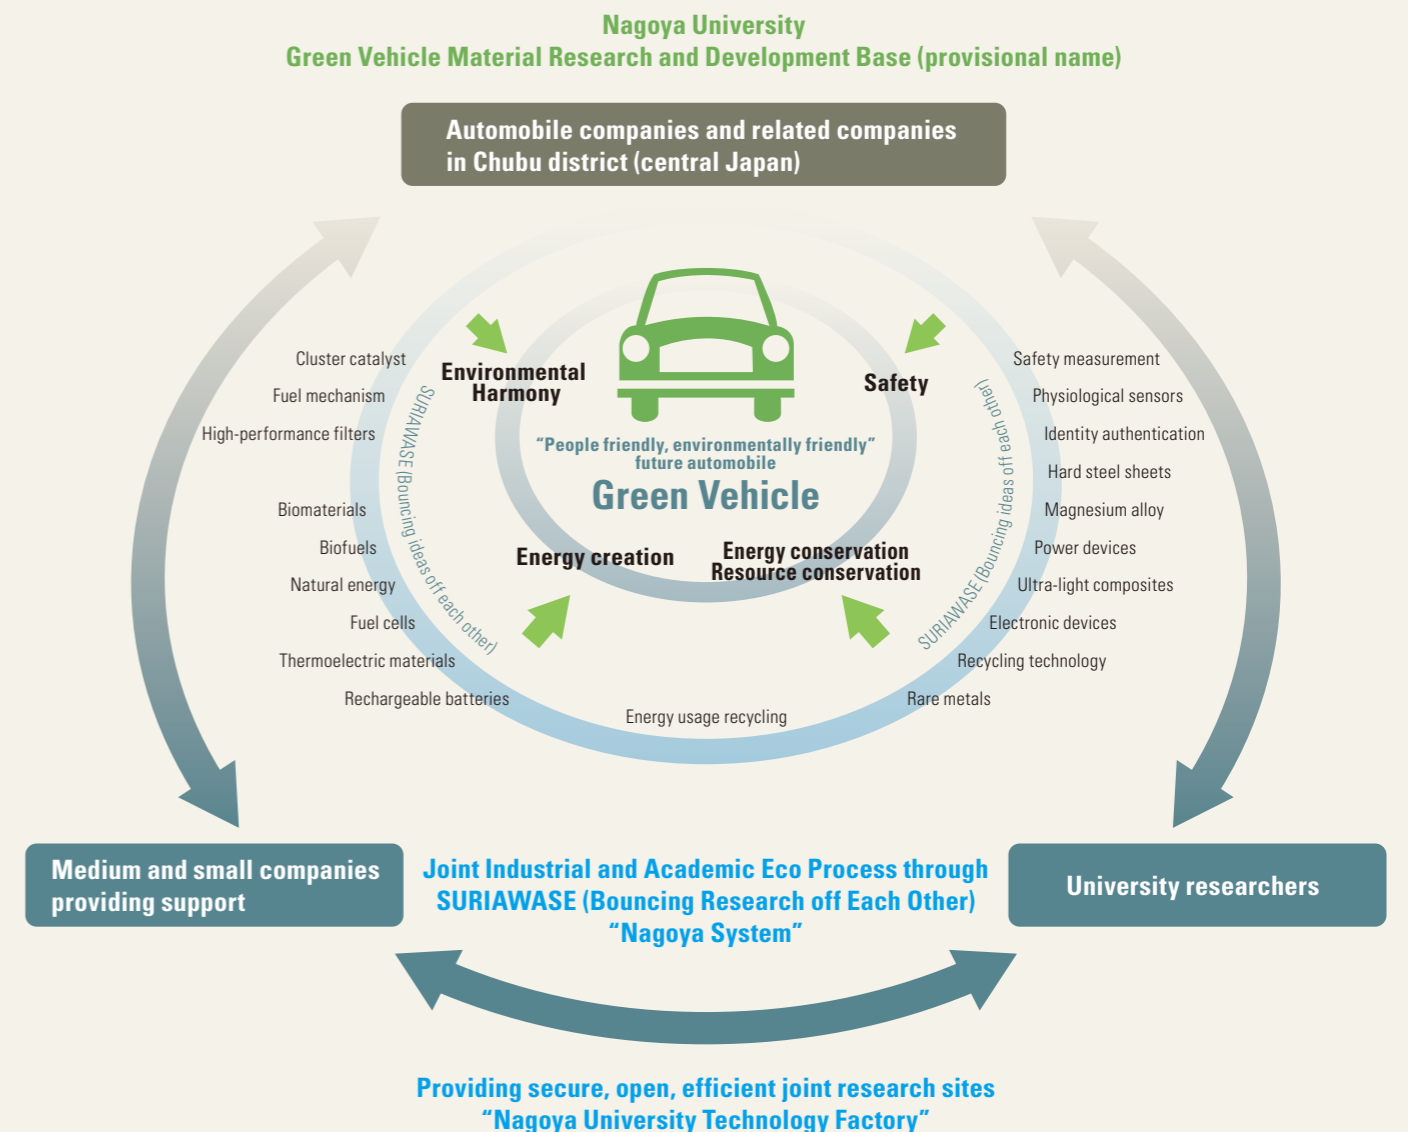 Nagoya University
Green Vehicle Material Research and Development Base (provisional name)
Automobile companies and related companies
in Chubu district (central Japan)
Environmental
Harmony
Safety
Cluster catalyst
Fuel mechanism
High-performance filters
Biomaterials
Biofuels
Natural energy
Fuel cells
Thermoelectric materials
Rechargeable batteries
SURIAWASE (Bouncing ideas off each other)
“People friendly, environmentally friendly”
future automobile
Green Vehicle
Energy creation
Energy conservation
Resource conservation
SURIAWASE (Bouncing ideas off each other)
Safety measurement
Physiological sensors
Identity authentication
Hard steel sheets
Magnesium alloy
Power devices
Ultra-light composites
Electronic devices
Recycling technology
Rare metals
Energy usage recycling
Medium and small companies
providing support
Joint Industrial and Academic Eco Process through
SURIAWASE (Bouncing Research off Each Other)
“Nagoya System”
University researchers
Providing secure, open, efficient joint research sites
“Nagoya University Technology Factory”